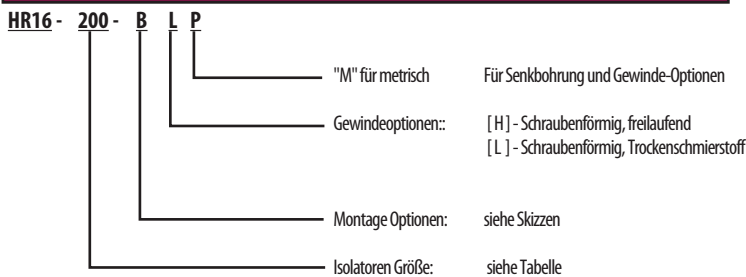 HR16 - 200 - B L P
"M" für metrisch Für Senkbohrung und Gewinde-Optionen
Gewindeoptionen:: [ H ] - Schraubenförmig, freilaufend
[ L ] - Schraubenförmig, Trockenschmierstoff
Montage Optionen: siehe Skizzen
Isolatoren Größe: siehe Tabelle